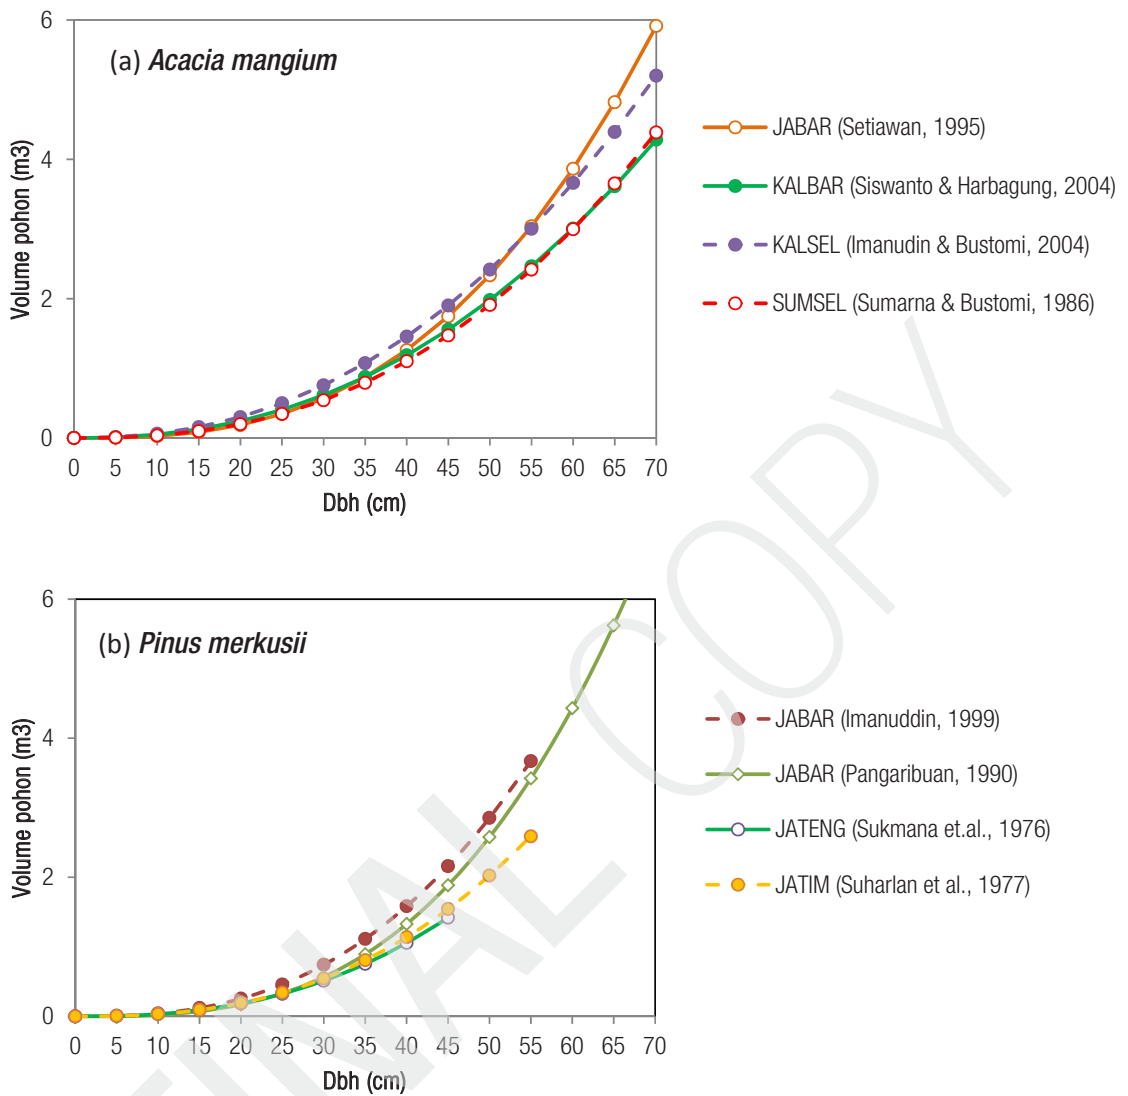 (a) Acacia mangium
Volume pohon (m3)
6
4
2
0
0 5 10 15 20 25 30 35 40 45 50 55 60 65 70
Dbh (cm)
JABAR (Setiawan, 1995)
KALBAR (Siswanto & Harbagung, 2004)
KALSEL (Imanudin & Bustomi, 2004)
SUMSEL (Sumarna & Bustomi, 1986)
(b) Pinus merkusii
Volume pohon (m3)
6
4
2
0
0 5 10 15 20 25 30 35 40 45 50 55 60 65 70
Dbh (cm)
JABAR (Imanuddin, 1999)
JABAR (Pangaribuan, 1990)
JATENG (Sukmana et.al., 1976)
JATIM (Suharlan et al., 1977)
INAL COPY